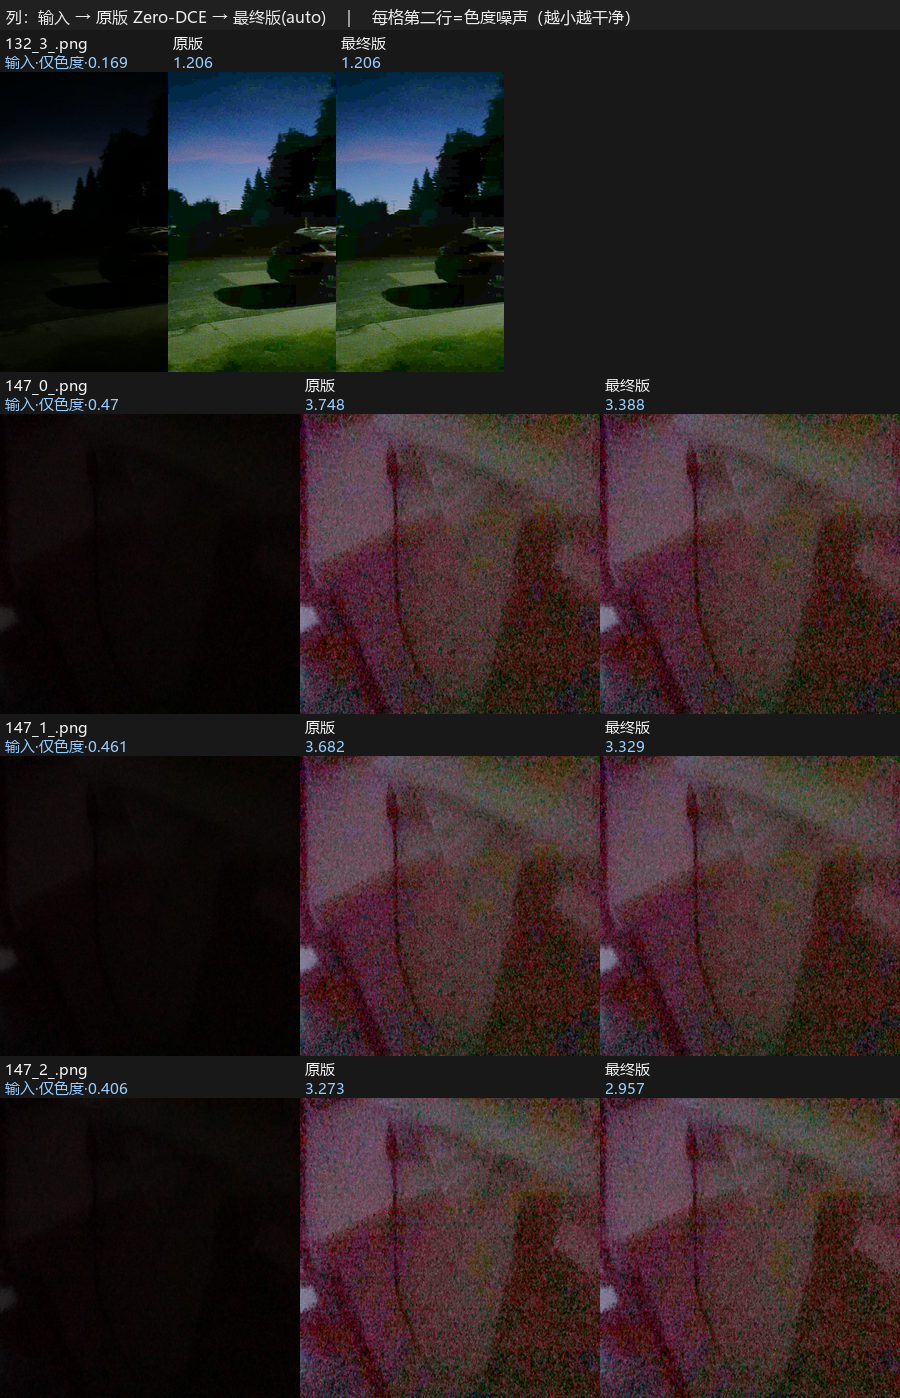 列：输入 → 原版 Zero-DCE → 最终版(auto) | 每格第二行=色度噪声（越小越干净）
132_3_.png 原版 最终版
输入·仅色度·0.169 1.206 1.206
147_0_.png 原版 最终版
输入·仅色度·0.47 3.748 3.388
147_1_.png 原版 最终版
输入·仅色度·0.461 3.682 3.329
147_2_.png 原版 最终版
输入·仅色度·0.406 3.273 2.957